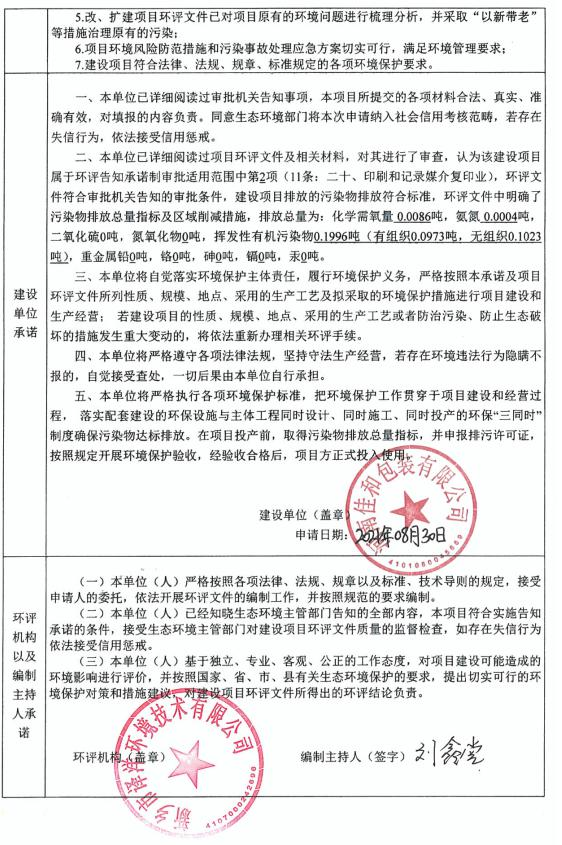 5.改、扩建项目环评文件已对项目原有的环境问题进行梳理分析，并采取“以新带老”
等措施治理原有的污染；
6.项目环境风险防范措施和污染事故处理应急方案切实可行，满足环境管理要求；
7.建设项目符合法律、法规、规章、标准规定的各项环境保护要求。
建设
单位
承诺
一、本单位已详细阅读过审批机关告知事项，本项目所提交的各项材料合法、真实、准
确有效，对填报的内容负责。同意生态环境部门将本次申请纳入社会信用考核范畴，若存在
失信行为，依法接受信用惩戒。
二、本单位已详细阅读过项目环评文件及相关材料，对其进行了审查，认为该建设项目
属于环评告知承诺制审批适用范围中第2项（11条：二十、印刷和记录媒介复印业），环评文
件符合审批机关告知的审批条件，建设项目排放的污染物排放符合标准，环评文件中明确了
污染物排放总量指标及区域削减措施，排放总量为：化学需氧量 0.0086吨，氨氮 0.0004吨，
二氧化硫0吨，氮氧化物0吨，挥发性有机污染物0.1996吨（有组织0.0973吨，无组织0.1023
吨），重金属铅0吨，铬0吨，砷0吨，镉0吨，汞0吨。
三、本单位将自觉落实环境保护主体责任，履行环境保护义务，严格按照本承诺及项目
环评文件所列性质、规模、地点、采用的生产工艺及拟采取的环境保护措施进行项目建设和
生产经营； 若建设项目的性质、规模、地点、采用的生产工艺或者防治污染、防止生态破
坏的措施发生重大变动的，将依法重新办理相关环评手续。
四、本单位将严格遵守各项法律法规，坚持守法生产经营，若存在环境违法行为隐瞒不
报的，自觉接受查处，一切后果由本单位自行承担。
五、本单位将严格执行各项环境保护标准，把环境保护工作贯穿于项目建设和经营过
程， 落实配套建设的环保设施与主体工程同时设计、同时施工、同时投产的环保“三同时”
制度确保污染物达标排放。在项目投产前，取得污染物排放总量指标，并申报排污许可证，
按照规定开展环境保护验收，经验收合格后，项目方正式投入使用。
建设单位（盖章）
河南佳和包装有限公司
申请日期：2021年08月30日
环评
机构
以及
编制
主持
人承
诺
（一）本单位（人）严格按照各项法律、法规、规章以及标准、技术导则的规定，接受
申请人的委托，依法开展环评文件的编制工作，并按照规范的要求编制。
（二）本单位（人）已经知晓生态环境主管部门告知的全部内容，本项目符合实施告知
承诺的条件，接受生态环境主管部门对建设项目环评文件质量的监督检查，如存在失信行为
依法接受信用惩戒。
（三）本单位（人）基于独立、专业、客观、公正的工作态度，对项目建设可能造成的
环境影响进行评价，并按照国家、省、市、县有关生态环境保护的要求，提出切实可行的环
境保护对策和措施建议，对建设项目环评文件所得出的环评结论负责。
环评机构（盖章）
编制主持人（签字）刘鑫
4107000242898